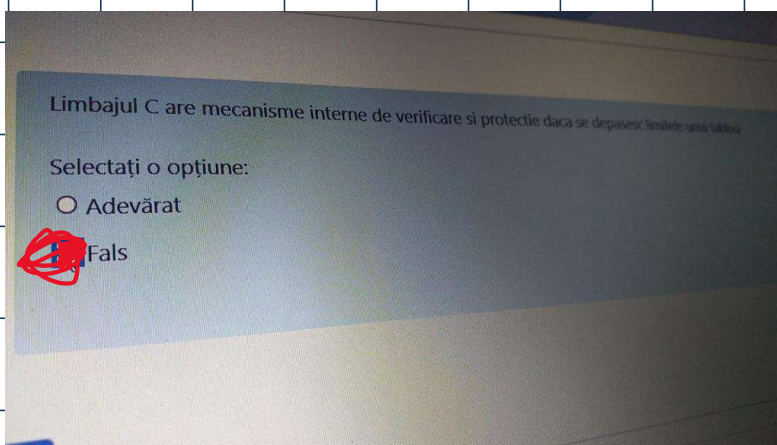 Limbajul C are mecanisme interne de verificare si protectie daca se depasesc limitele unui tablou
Selectați o opțiune:
Adevărat
Fals